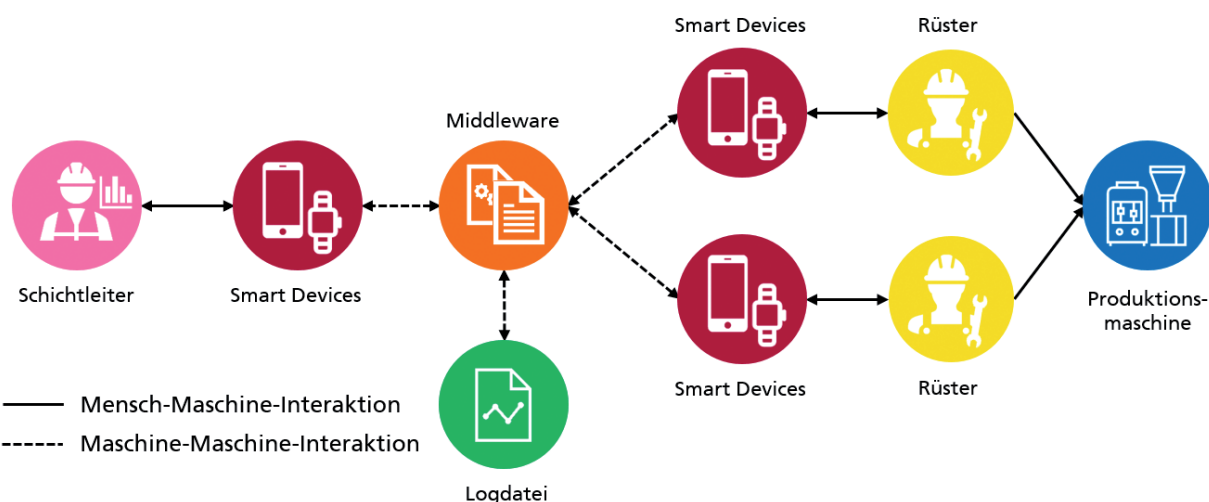 Smart Devices
Rüster
Middleware
Schichtleiter
Smart Devices
Produktions-
maschine
Smart Devices
Rüster
Mensch-Maschine-Interaktion
Maschine-Maschine-Interaktion
Logdatei